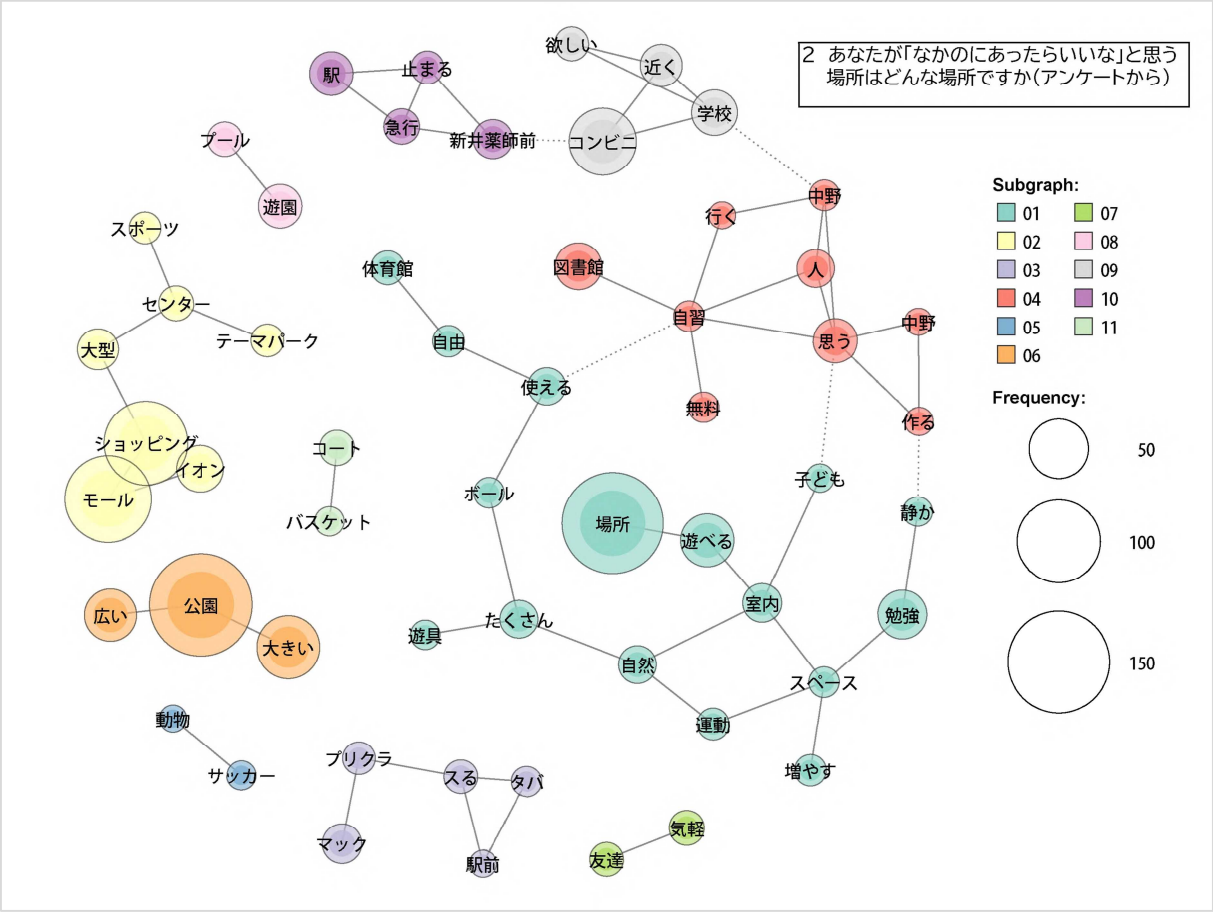 2 あなたが「なかのにあったらいいな」と思う
場所はどんな場所ですか(アンケートから)
欲しい
近く
駅
止まる
学校
急行
新井薬師前
コンビニ
プール
遊園
中野
行く
スポーツ
体育館
図書館
人
センター
自習
中野
テーマパーク
自由
思う
大型
使える
無料
作る
ショッピング
コート
イオン
子ども
モール
ボール
静か
バスケット
場所
遊べる
公園
室内
広い
勉強
たくさん
遊具
大きい
自然
スペース
動物
運動
プリクラ
増やす
サッカー
スる
タバ
マック
気軽
駅前
友達
Subgraph:
01
07
02
08
03
09
04
10
05
11
06
Frequency:
50
100
150